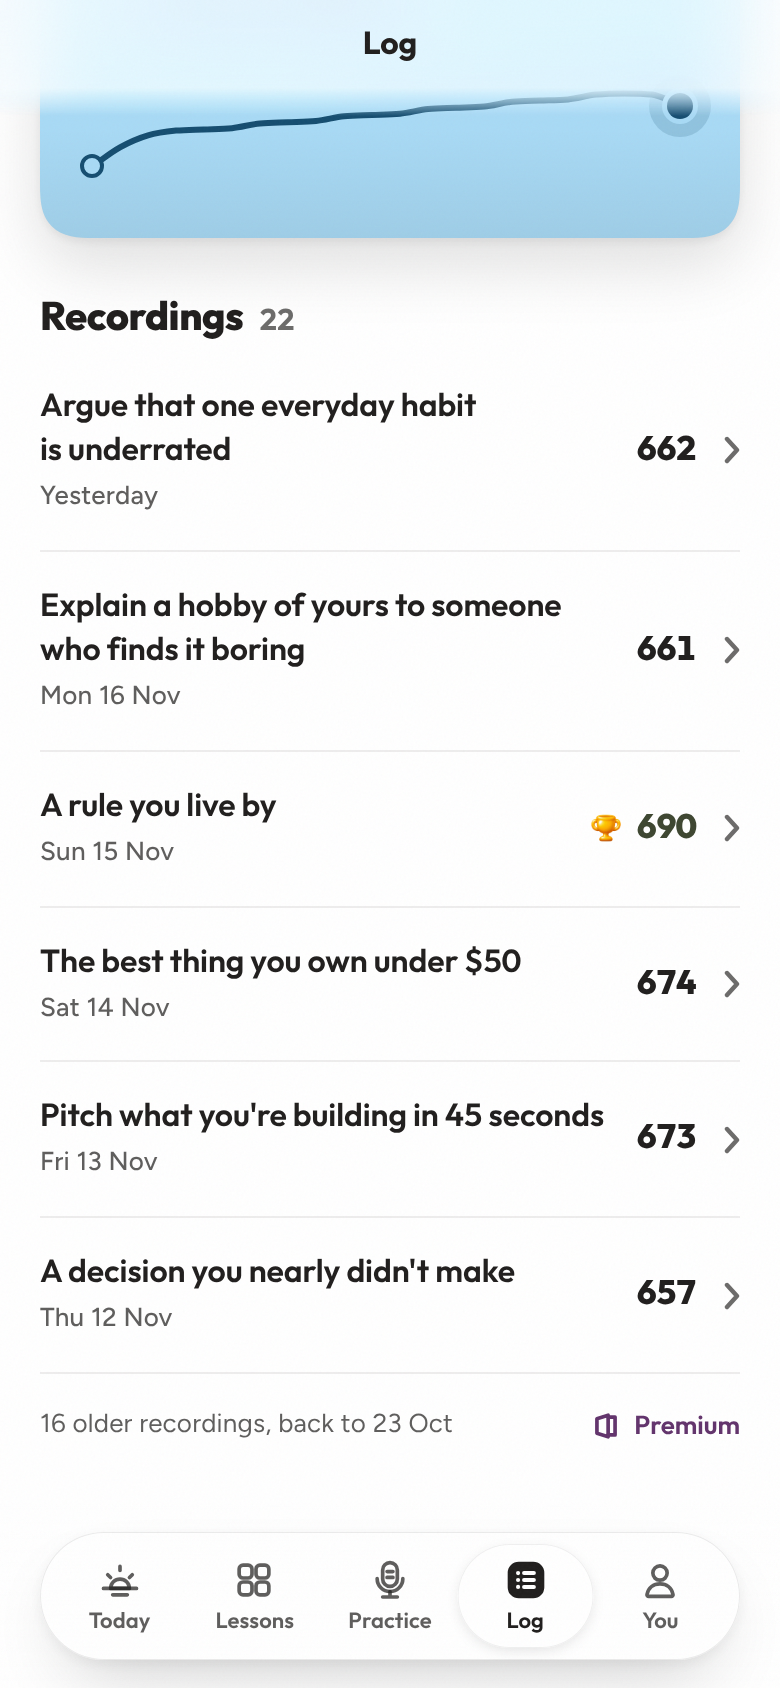 Log
Recordings 22
Argue that one everyday habit
is underrated
662
Yesterday
Explain a hobby of yours to someone
who finds it boring
661
Mon 16 Nov
A rule you live by
690
Sun 15 Nov
The best thing you own under $50
674
Sat 14 Nov
Pitch what you're building in 45 seconds
673
Fri 13 Nov
A decision you nearly didn't make
657
Thu 12 Nov
16 older recordings, back to 23 Oct
Premium
Today
Lessons
Practice
Log
You